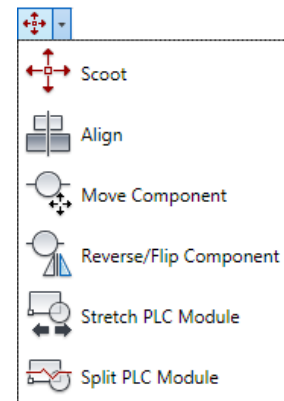 Scoot
Align
Move Component
Reverse/Flip Component
Stretch PLC Module
Split PLC Module